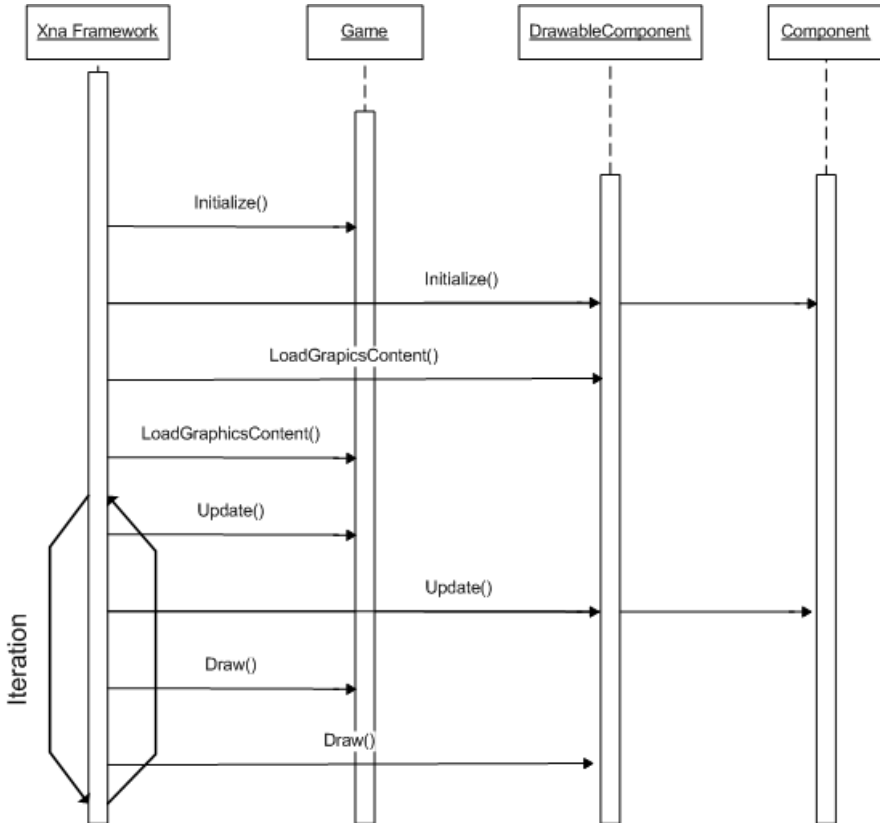 Xna Framework
Game
DrawableComponent
Component
Initialize()
Initialize()
LoadGrapicsContent()
LoadGraphicsContent()
Update()
Update()
Iteration
Draw()
Draw()